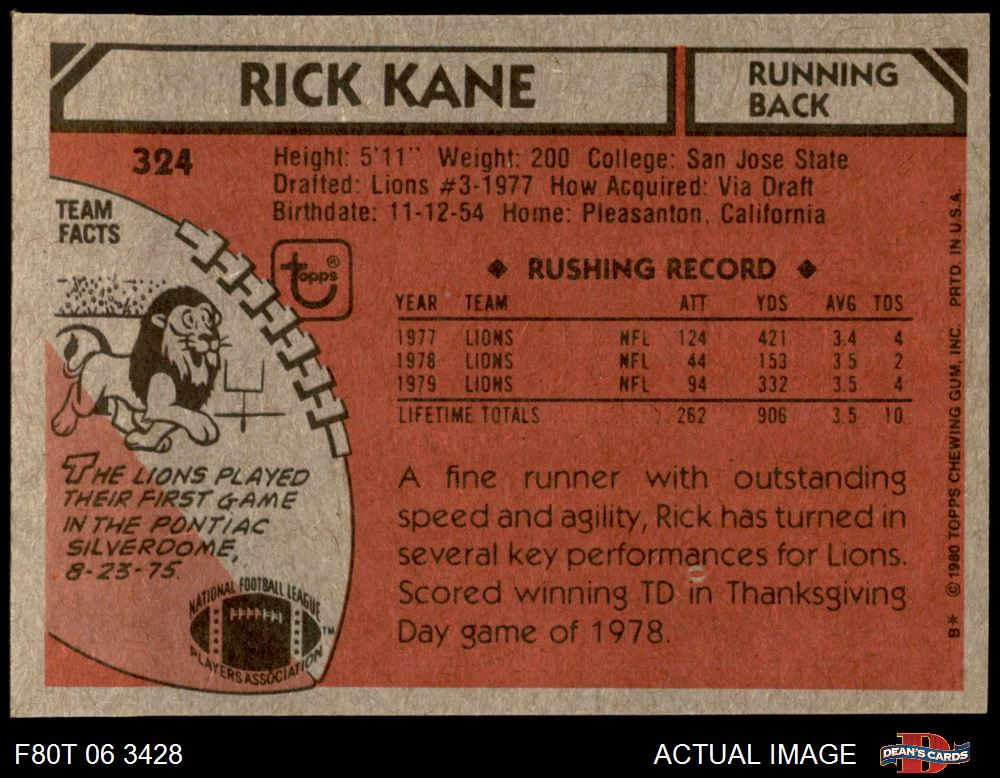 RICK KANE
RUNNING
BACK
324
Height: 5'11" Weight: 200 College: San Jose State
Drafted: Lions #3-1977 How Acquired: Via Draft
Birthdate: 11-12-54 Home: Pleasanton, California
TEAM
FACTS
topps®
RUSHING RECORD
YEAR TEAM ATT YDS AVG TDS
1977 LIONS NFL 124 421 3.4 4
1978 LIONS NFL 44 153 3.5 2
1979 LIONS NFL 94 332 3.5 4
LIFETIME TOTALS 262 906 3.5 10
THE LIONS PLAYED
THEIR FIRST GAME
IN THE PONTIAC
SILVERDOME,
8-23-75.
NATIONAL FOOTBALL LEAGUE
PLAYERS ASSOCIATION
TM
A fine runner with outstanding
speed and agility, Rick has turned in
several key performances for Lions.
Scored winning TD in Thanksgiving
Day game of 1978.
B* © 1980 TOPPS CHEWING GUM, INC. PRTD. IN U.S.A.
F80T 06 3428
ACTUAL IMAGE
D
DEAN'S CARDS